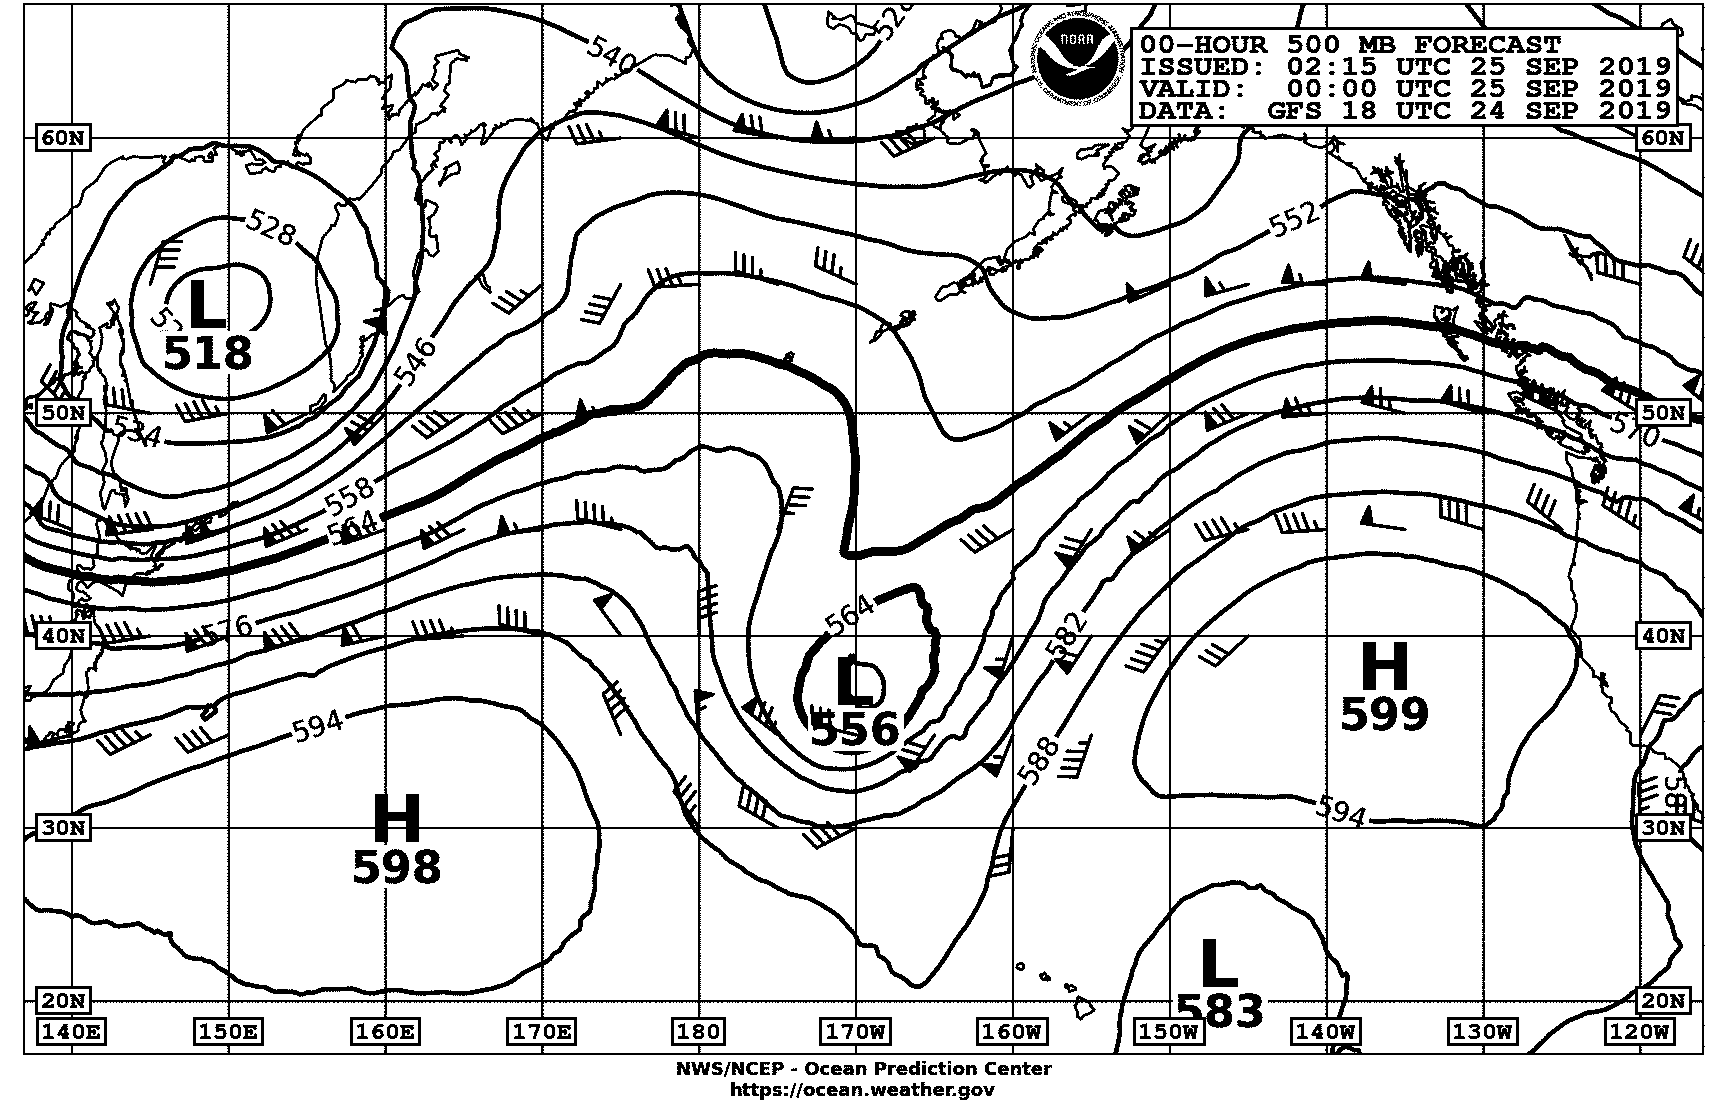 540
NOAA
00-HOUR 500 MB FORECAST
ISSUED: 02:15 UTC 25 SEP 2019
VALID: 00:00 UTC 25 SEP 2019
DATA: GFS 18 UTC 24 SEP 2019
60N
60N
528
552
L
518
546
50N
534
50N
570
558
564
576
40N
564
582
40N
L
556
H
599
594
588
H
598
594
30N
30N
L
583
20N
20N
140E
150E
160E
170E
180
170W
160W
150W
140W
130W
120W
NWS/NCEP - Ocean Prediction Center
https://ocean.weather.gov